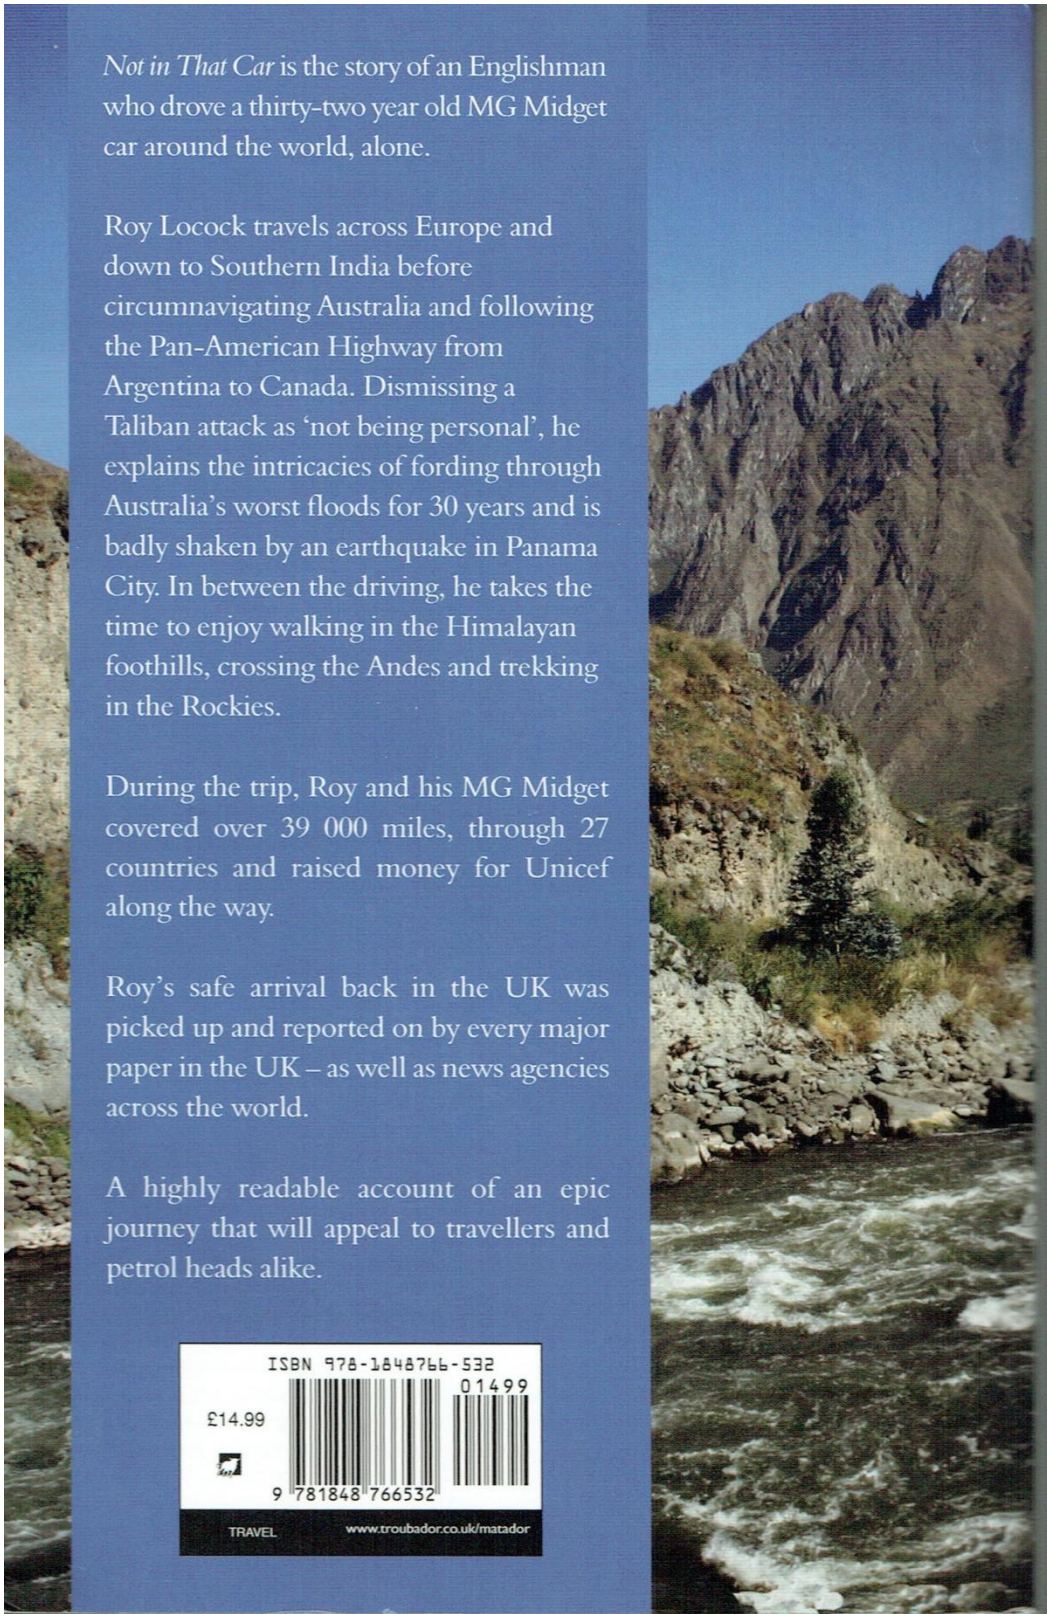 Not in That Car is the story of an Englishman
who drove a thirty-two year old MG Midget
car around the world, alone.
Roy Locock travels across Europe and
down to Southern India before
circumnavigating Australia and following
the Pan-American Highway from
Argentina to Canada. Dismissing a
Taliban attack as ‘not being personal’, he
explains the intricacies of fording through
Australia’s worst floods for 30 years and is
badly shaken by an earthquake in Panama
City. In between the driving, he takes the
time to enjoy walking in the Himalayan
foothills, crossing the Andes and trekking
in the Rockies.
During the trip, Roy and his MG Midget
covered over 39 000 miles, through 27
countries and raised money for Unicef
along the way.
Roy’s safe arrival back in the UK was
picked up and reported on by every major
paper in the UK – as well as news agencies
across the world.
A highly readable account of an epic
journey that will appeal to travellers and
petrol heads alike.
ISBN 978-1848766-532
01499
£14.99
9 781848 766532
TRAVEL www.troubador.co.uk/matador